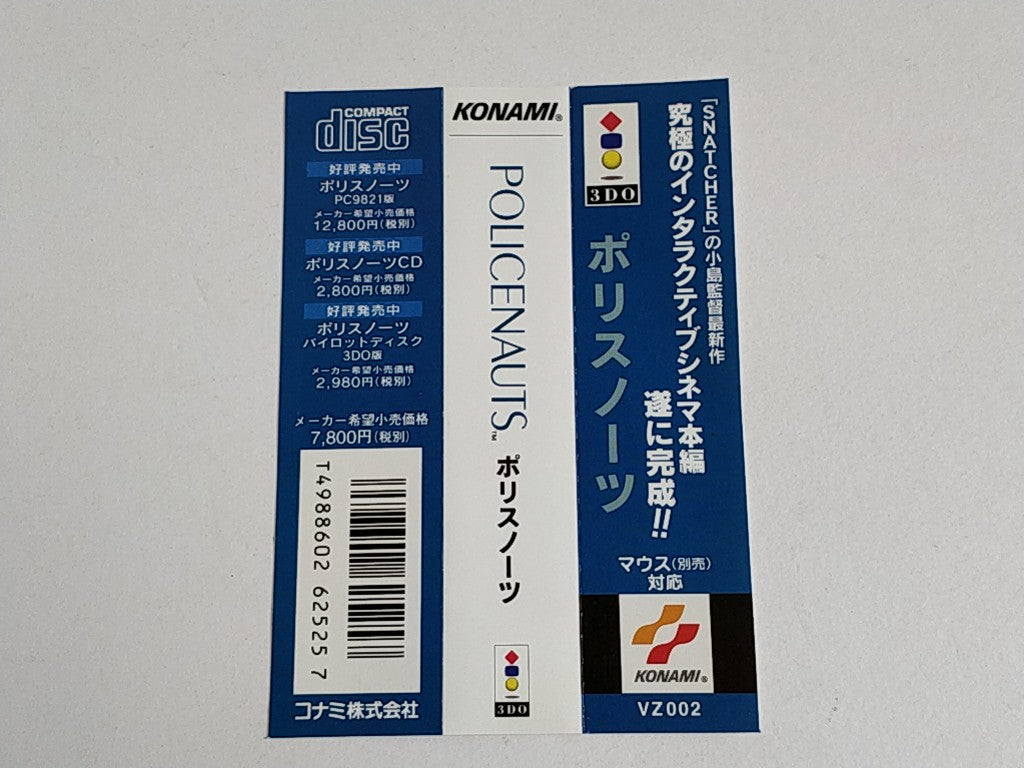 COMPACT
disc
好評発売中
ポリスノーツ
PC9821版
メーカー希望小売価格
12,800円(税別)
好評発売中
ポリスノーツCD
メーカー希望小売価格
2,800円(税別)
好評発売中
ポリスノーツ
パイロットディスク
3DO版
メーカー希望小売価格
2,980円(税別)
メーカー希望小売価格
7,800円(税別)
T4988602 62525 7
コナミ株式会社
KONAMI®
POLICENAUTS™
ポリスノーツ
3DO
3DO
「SNATCHER」の小島監督最新作
究極のインタラクティブシネマ本編
遂に完成!!
ポリスノーツ
マウス(別売)
対応
KONAMI®
VZ002